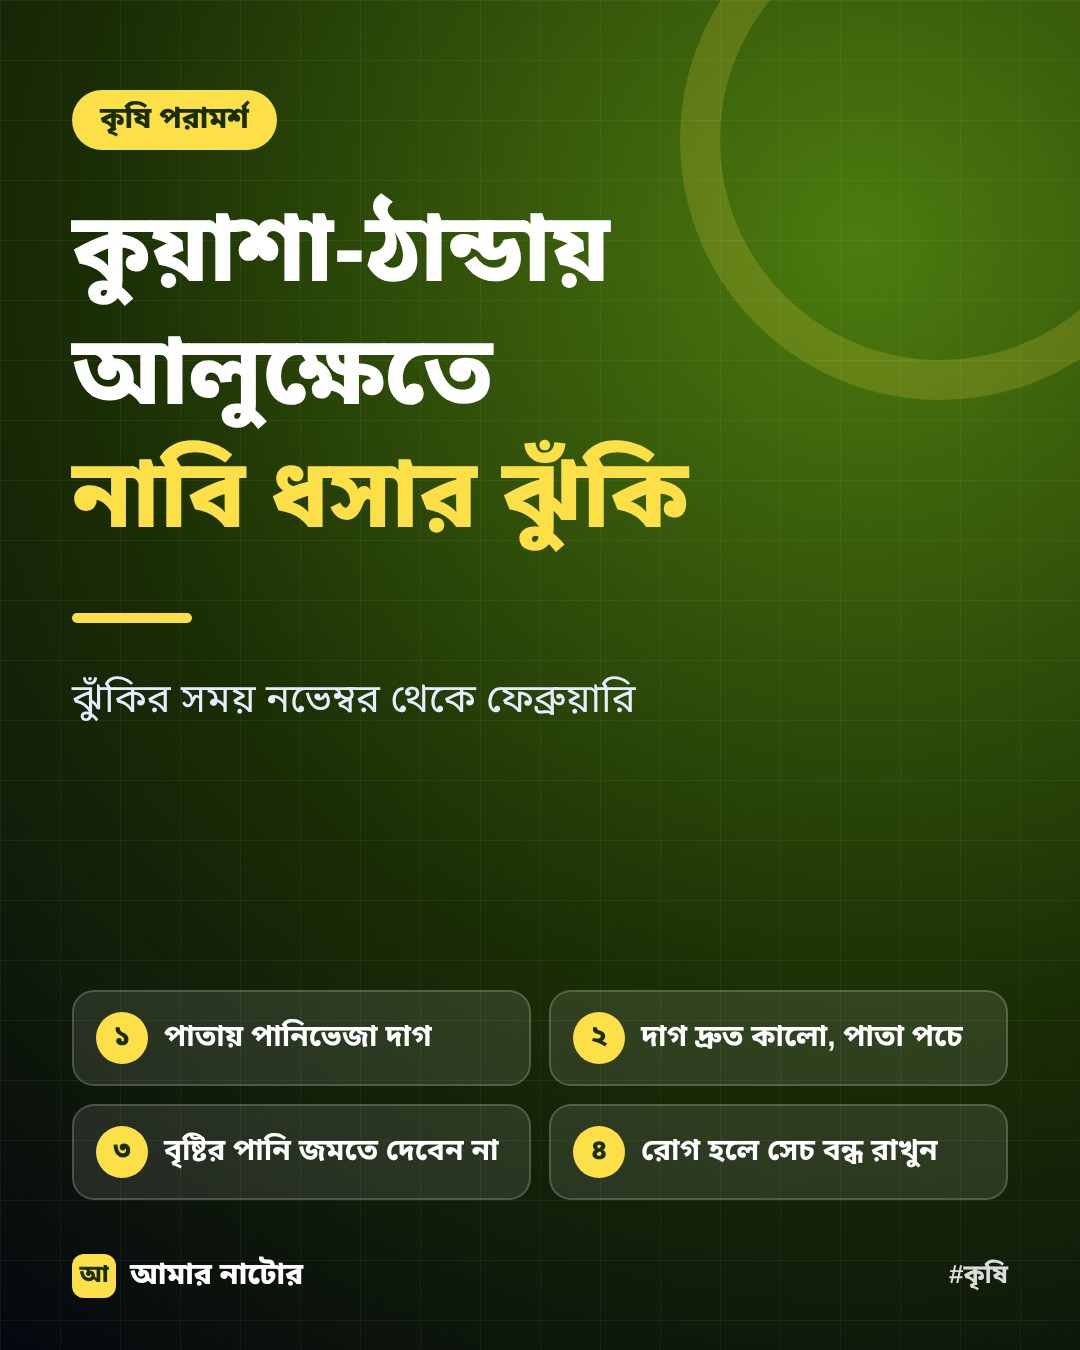 কৃষি পরামর্শ
কুয়াশা-ঠান্ডায়
আলুক্ষেতে
নাবি ধসার ঝুঁকি
ঝুঁকির সময় নভেম্বর থেকে ফেব্রুয়ারি
১ পাতায় পানিভেজা দাগ
২ দাগ দ্রুত কালো, পাতা পচে
৩ বৃষ্টির পানি জমতে দেবেন না
৪ রোগ হলে সেচ বন্ধ রাখুন
আ আমার নাটোর
#কৃষি